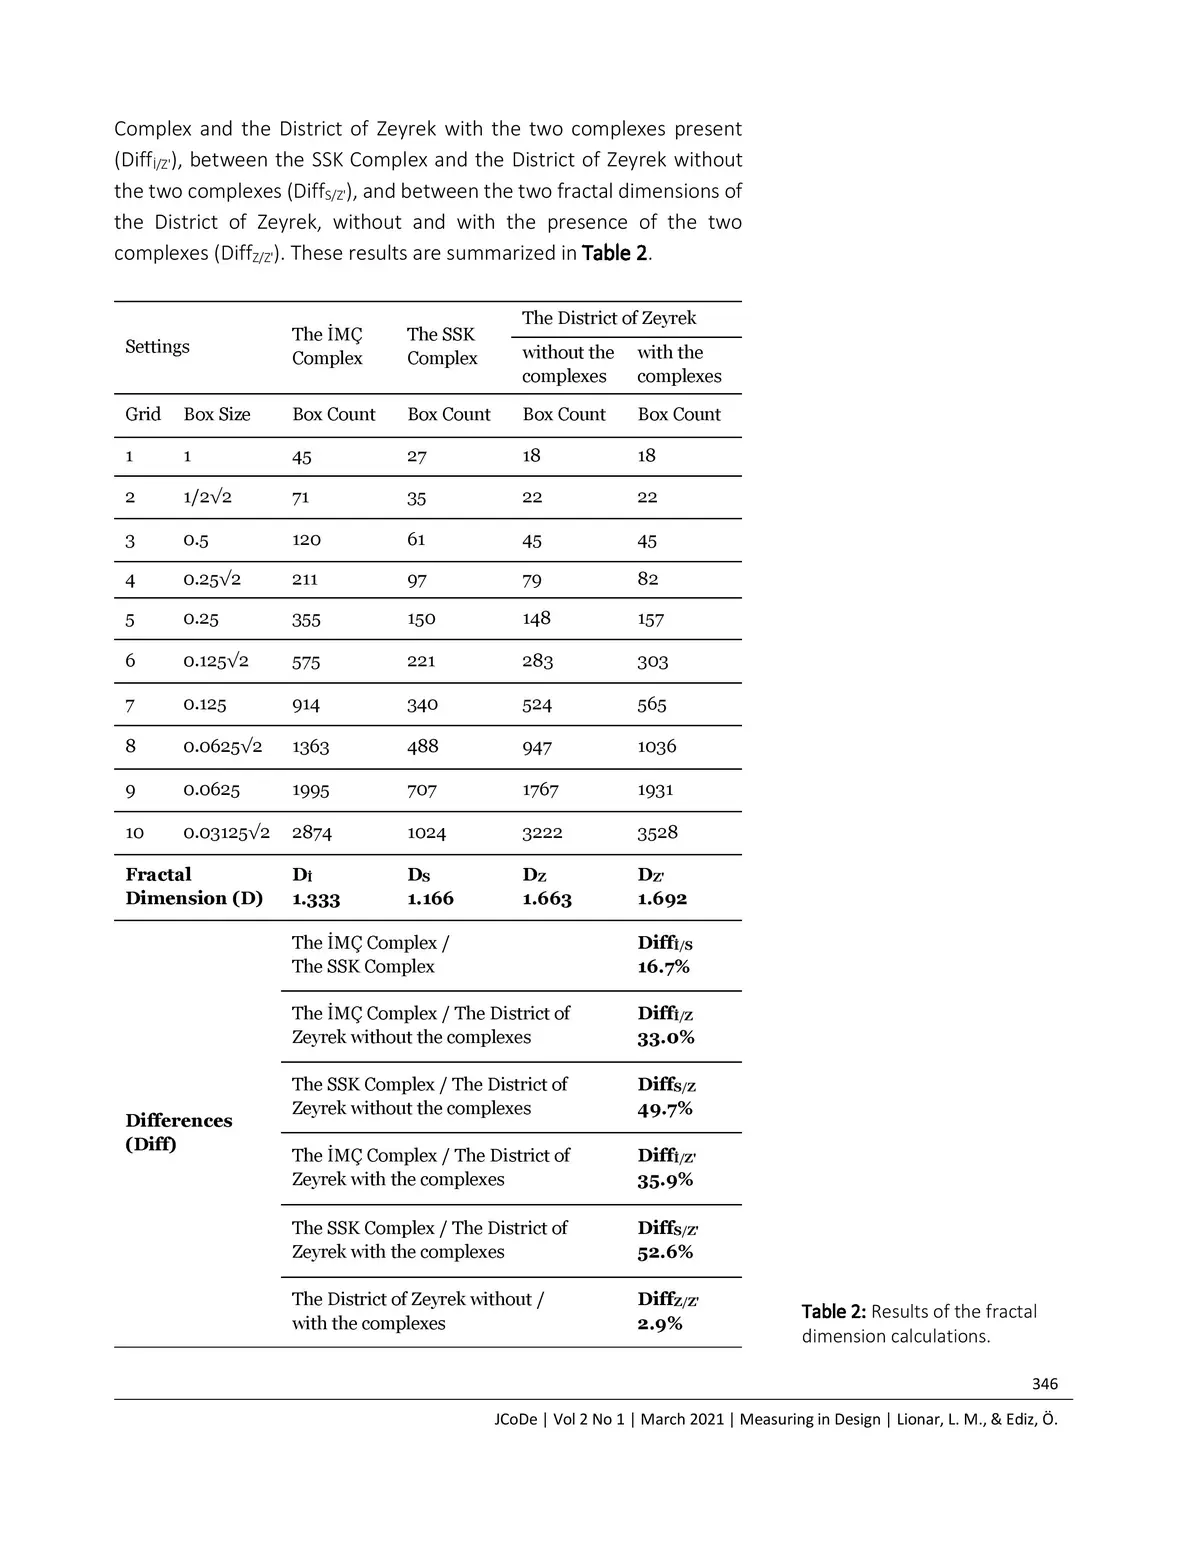 Complex and the District of Zeyrek with the two complexes present
(Diffİ/Z'), between the SSK Complex and the District of Zeyrek without
the two complexes (DiffS/Z'), and between the two fractal dimensions of
the District of Zeyrek, without and with the presence of the two
complexes (DiffZ/Z'). These results are summarized in Table 2.
Settings
The İMÇ
Complex
The SSK
Complex
The District of Zeyrek
without the
complexes
with the
complexes
Grid Box Size Box Count Box Count Box Count Box Count
1 1 45 27 18 18
2 1/2√2 71 35 22 22
3 0.5 120 61 45 45
4 0.25√2 211 97 79 82
5 0.25 355 150 148 157
6 0.125√2 575 221 283 303
7 0.125 914 340 524 565
8 0.0625√2 1363 488 947 1036
9 0.0625 1995 707 1767 1931
10 0.03125√2 2874 1024 3222 3528
Fractal Dİ DS DZ DZ'
Dimension (D) 1.333 1.166 1.663 1.692
Differences
(Diff)
The İMÇ Complex / Diffİ/S
The SSK Complex 16.7%
The İMÇ Complex / The District of Diffİ/Z
Zeyrek without the complexes 33.0%
The SSK Complex / The District of DiffS/Z
Zeyrek without the complexes 49.7%
The İMÇ Complex / The District of Diffİ/Z'
Zeyrek with the complexes 35.9%
The SSK Complex / The District of DiffS/Z'
Zeyrek with the complexes 52.6%
The District of Zeyrek without / DiffZ/Z'
with the complexes 2.9%
Table 2: Results of the fractal
dimension calculations.
346
JCoDe | Vol 2 No 1 | March 2021 | Measuring in Design | Lionar, L. M., & Ediz, Ö.